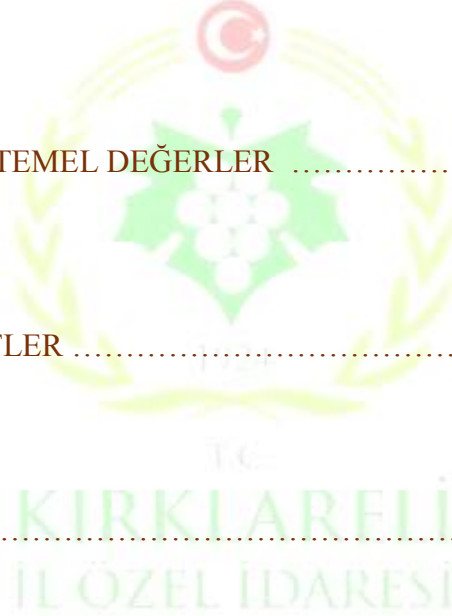 TEMEL DEĞERLER ……………
TLER ………………………………
1924
T.C.
………………………………………
KIRKLARELİ
İL ÖZEL İDARESİ